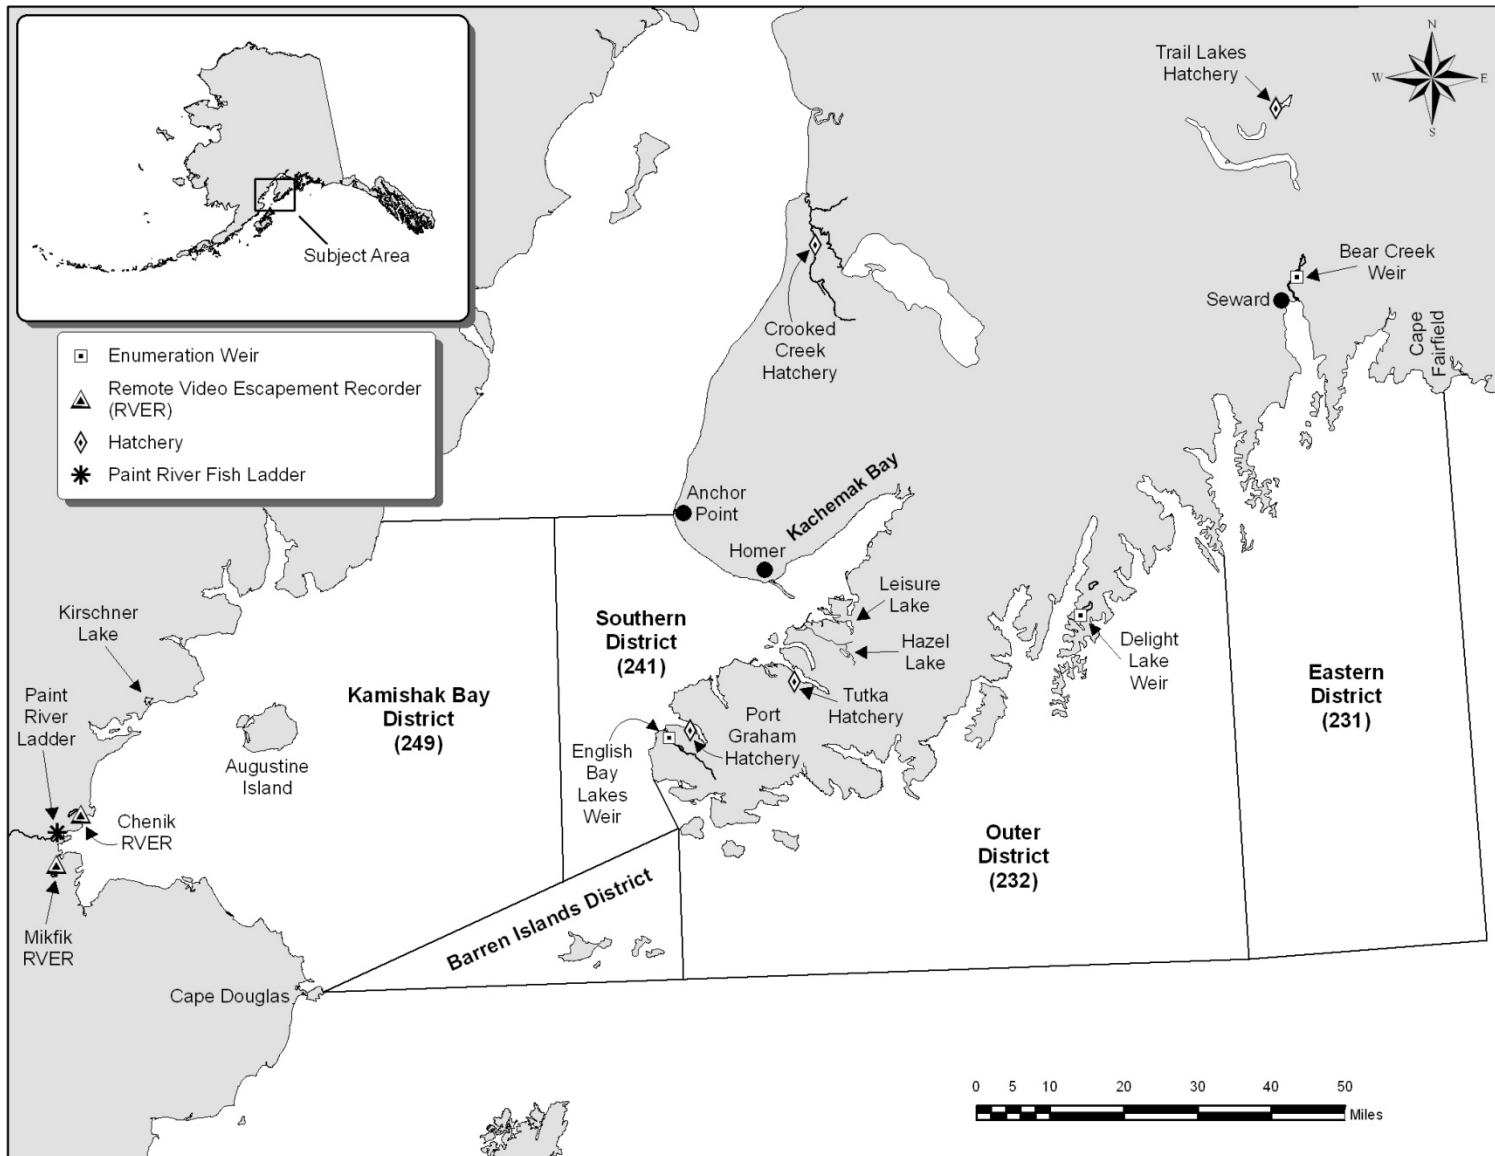 Subject Area
Enumeration Weir
Remote Video Escapement Recorder
(RVER)
Hatchery
Paint River Fish Ladder
N
W
E
S
Trail Lakes
Hatchery
Bear Creek
Weir
Seward
Cape
Fairfield
Crooked
Creek
Hatchery
Anchor
Point
Kachemak Bay
Homer
Leisure
Lake
Hazel
Lake
Kirschner
Lake
Southern
District
(241)
Delight
Lake
Weir
Paint
River
Ladder
Kamishak Bay
District
(249)
Eastern
District
(231)
Tutka
Hatchery
Port
Graham
Hatchery
English
Bay
Lakes
Weir
Augustine
Island
Chenik
RVER
Outer
District
(232)
Barren Islands District
Mikfik
RVER
Cape Douglas
0 5 10 20 30 40 50
Miles